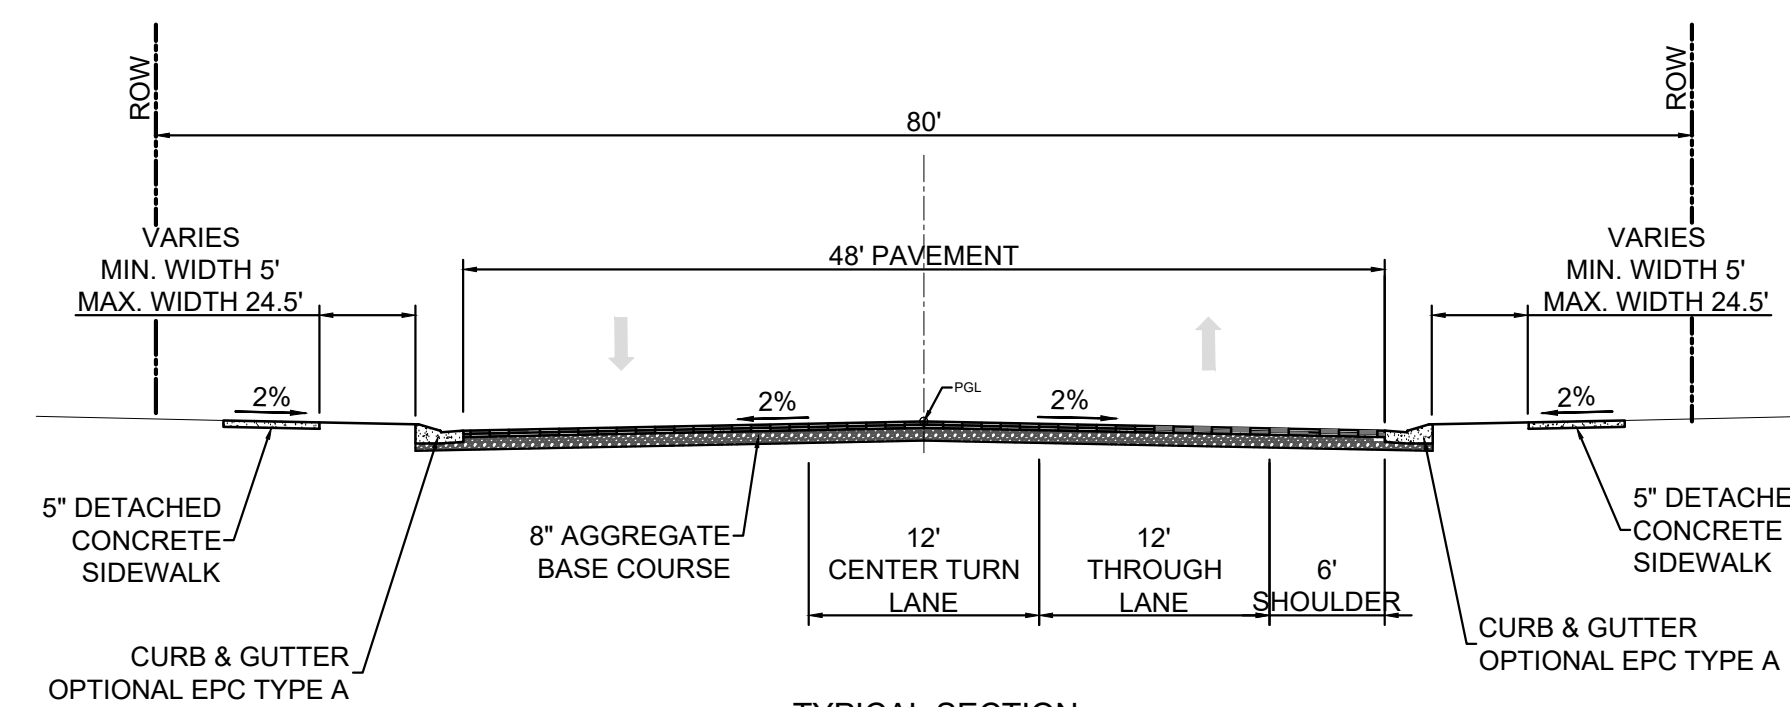 ROW
ROW
80'
VARIES
MIN. WIDTH 5'
MAX. WIDTH 24.5'
48' PAVEMENT
VARIES
MIN. WIDTH 5'
MAX. WIDTH 24.5'
2%
2%
PGL
2%
2%
5" DETACHED
CONCRETE
SIDEWALK
8" AGGREGATE
BASE COURSE
12'
CENTER TURN
LANE
12'
THROUGH
LANE
6'
SHOULDER
5" DETACHE
CONCRETE
SIDEWALK
CURB & GUTTER
OPTIONAL EPC TYPE A
CURB & GUTTER
OPTIONAL EPC TYPE A
TYPICAL SECTION